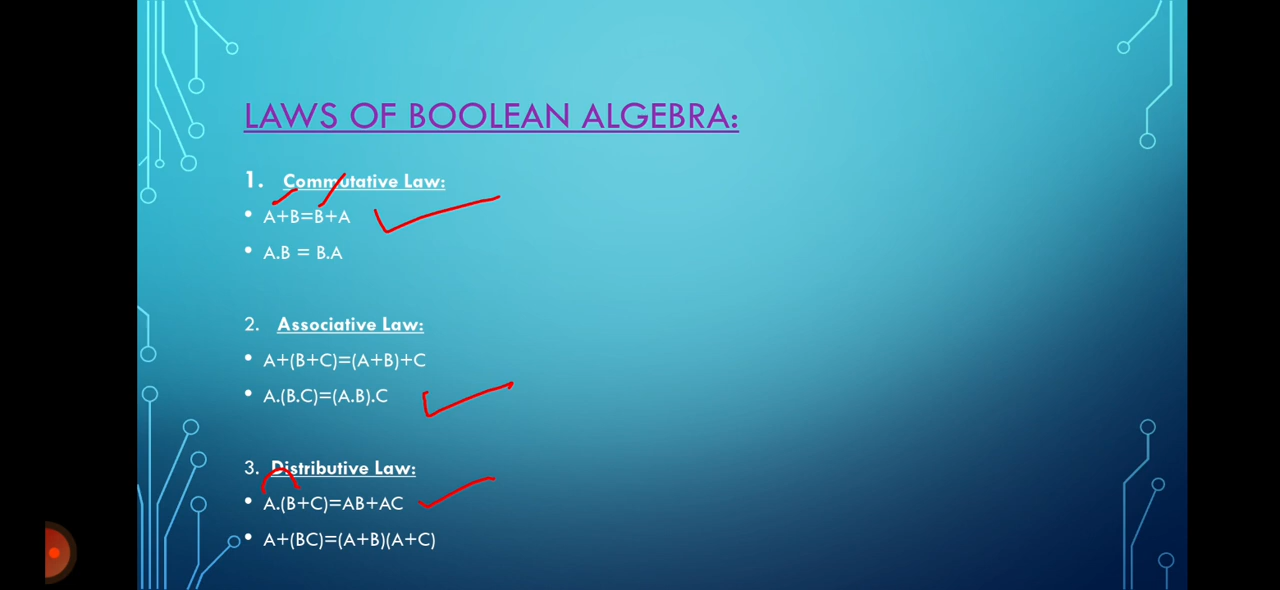 LAWS OF BOOLEAN ALGEBRA:
1. Commutative Law:
• A+B=B+A
• A.B = B.A
2. Associative Law:
• A+(B+C)=(A+B)+C
• A.(B.C)=(A.B).C
3. Distributive Law:
• A.(B+C)=AB+AC
• A+(BC)=(A+B)(A+C)